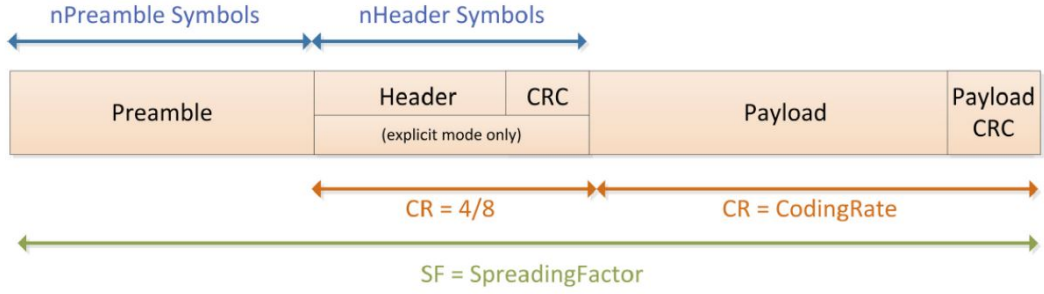 nPreamble Symbols
nHeader Symbols
Preamble
Header
CRC
(explicit mode only)
Payload
Payload
CRC
CR = 4/8
CR = CodingRate
SF = SpreadingFactor